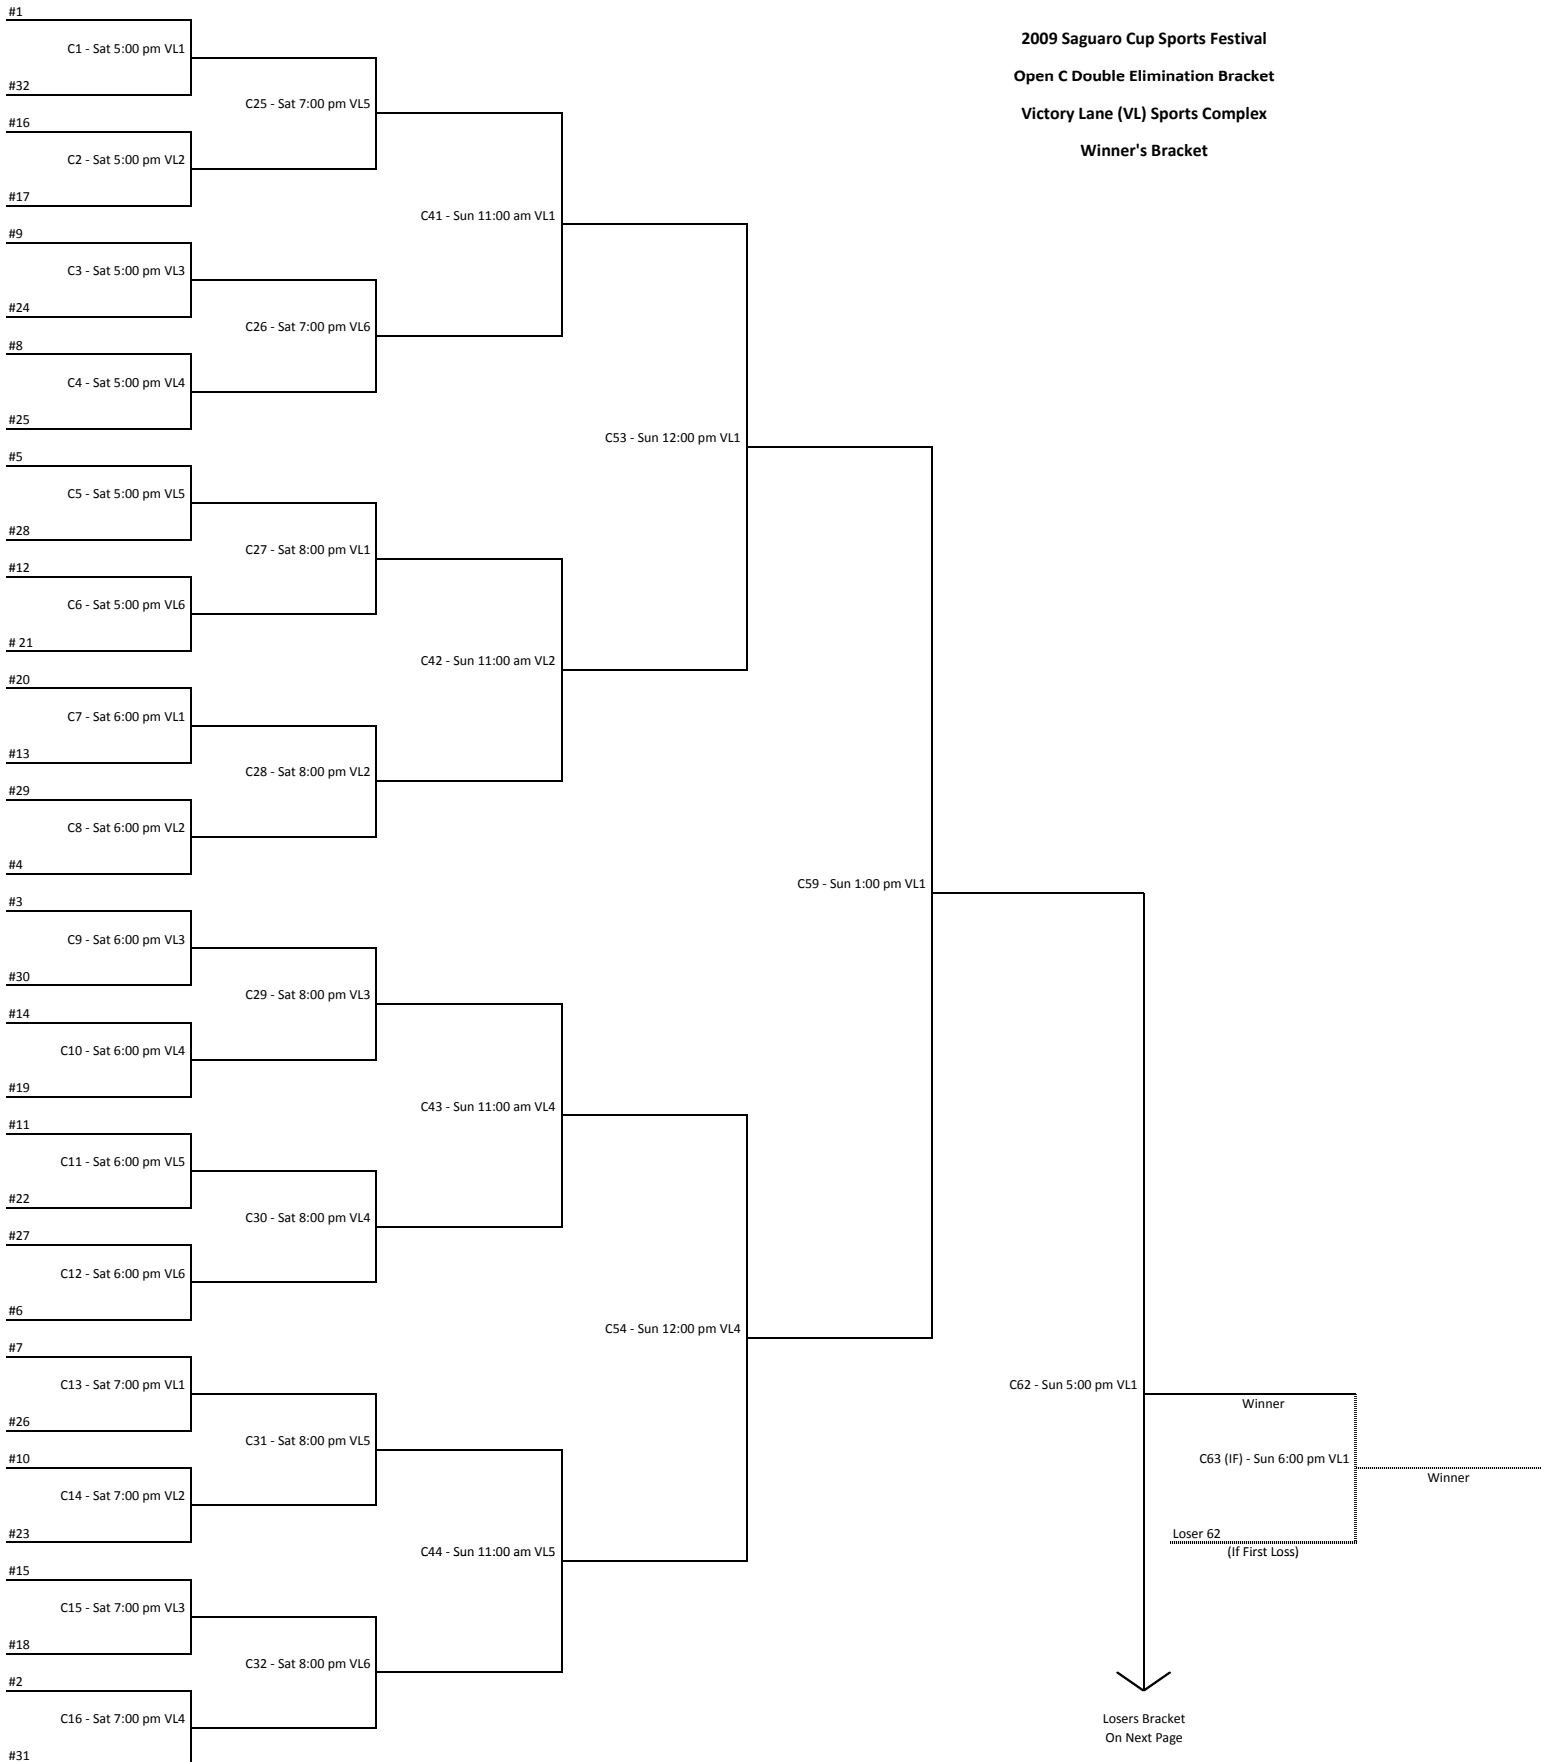 #1
2009 Saguaro Cup Sports Festival
C1 - Sat 5:00 pm VL1
Open C Double Elimination Bracket
#32
C25 - Sat 7:00 pm VL5
Victory Lane (VL) Sports Complex
#16
Winner's Bracket
C2 - Sat 5:00 pm VL2
#17
C41 - Sun 11:00 am VL1
#9
C3 - Sat 5:00 pm VL3
#24
C26 - Sat 7:00 pm VL6
#8
C4 - Sat 5:00 pm VL4
#25
C53 - Sun 12:00 pm VL1
#5
C5 - Sat 5:00 pm VL5
#28
C27 - Sat 8:00 pm VL1
#12
C6 - Sat 5:00 pm VL6
# 21
C42 - Sun 11:00 am VL2
#20
C7 - Sat 6:00 pm VL1
#13
C28 - Sat 8:00 pm VL2
#29
C8 - Sat 6:00 pm VL2
#4
C59 - Sun 1:00 pm VL1
#3
C9 - Sat 6:00 pm VL3
#30
C29 - Sat 8:00 pm VL3
#14
C10 - Sat 6:00 pm VL4
#19
C43 - Sun 11:00 am VL4
#11
C11 - Sat 6:00 pm VL5
#22
C30 - Sat 8:00 pm VL4
#27
C12 - Sat 6:00 pm VL6
#6
C54 - Sun 12:00 pm VL4
#7
C13 - Sat 7:00 pm VL1
C62 - Sun 5:00 pm VL1
Winner
#26
C31 - Sat 8:00 pm VL5
#10
C63 (IF) - Sun 6:00 pm VL1
Winner
C14 - Sat 7:00 pm VL2
#23
Loser 62
C44 - Sun 11:00 am VL5
(If First Loss)
#15
C15 - Sat 7:00 pm VL3
#18
C32 - Sat 8:00 pm VL6
#2
C16 - Sat 7:00 pm VL4
Losers Bracket
On Next Page
#31